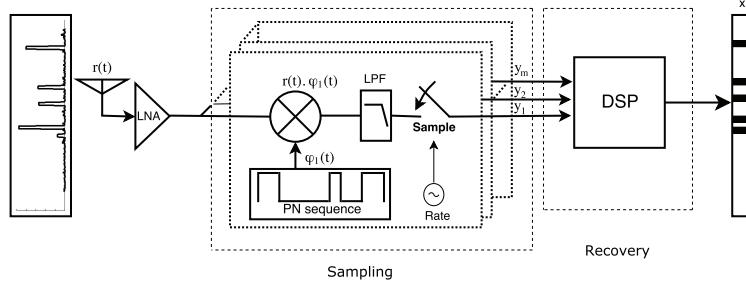 x
r(t)
LNA
r(t). φ₁(t)
LPF
Sample
φ₁(t)
PN sequence
Rate
yₘ
y₂
y₁
DSP
Sampling
Recovery